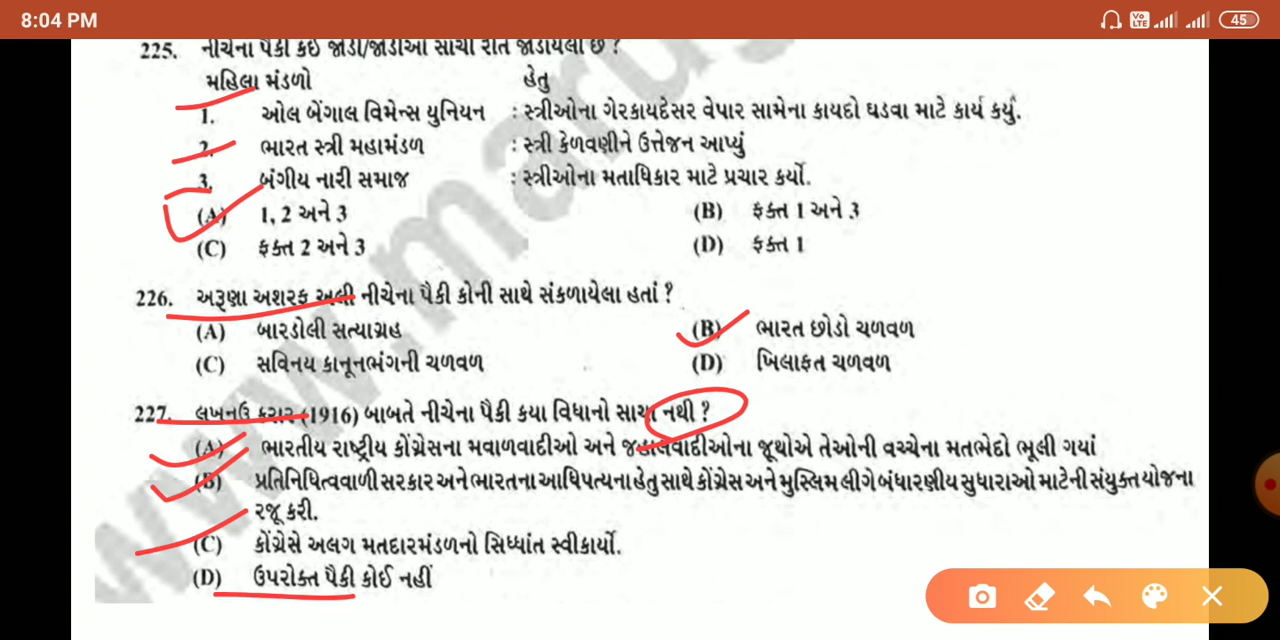 8:04 PM
Vo LTE
45
225. નીચેના પૈકી કઇ જોડી/જોડીઓ સાચી રીતે જોડાયેલી છે ?
મહિલા મંડળો હેતુ
1. ઓલ બેંગાલ વિમેન્સ યુનિયન : સ્ત્રીઓના ગેરકાયદેસર વેપાર સામેના કાયદો ઘડવા માટે કાર્ય કર્યું.
2. ભારત સ્ત્રી મહામંડળ : સ્ત્રી કેળવણીને ઉત્તેજન આપ્યું
3. બંગીય નારી સમાજ : સ્ત્રીઓના મતાધિકાર માટે પ્રચાર કર્યો.
(A) 1, 2 અને 3 (B) ફક્ત 1 અને 3
(C) ફક્ત 2 અને 3 (D) ફક્ત 1
226. અરૂણા અશરફ અલી નીચેના પૈકી કોની સાથે સંકળાયેલા હતાં ?
(A) બારડોલી સત્યાગ્રહ (B) ભારત છોડો ચળવળ
(C) સવિનય કાનૂનભંગની ચળવળ (D) ખિલાફત ચળવળ
227. લખનઉ કરાર (1916) બાબતે નીચેના પૈકી કયા વિધાનો સાચા નથી ?
(A) ભારતીય રાષ્ટ્રીય કોંગ્રેસના મવાળવાદીઓ અને જહાલવાદીઓના જૂથોએ તેઓની વચ્ચેના મતભેદો ભૂલી ગયાં
(B) પ્રતિનિધિત્વવાળી સરકાર અને ભારતના આધિપત્યના હેતુ સાથે કોંગ્રેસ અને મુસ્લિમ લીગે બંધારણીય સુધારાઓ માટેની સંયુક્ત યોજના
રજૂ કરી.
(C) કોંગ્રેસે અલગ મતદારમંડળનો સિધ્ધાંત સ્વીકાર્યો.
(D) ઉપરોક્ત પૈકી કોઈ નહીં